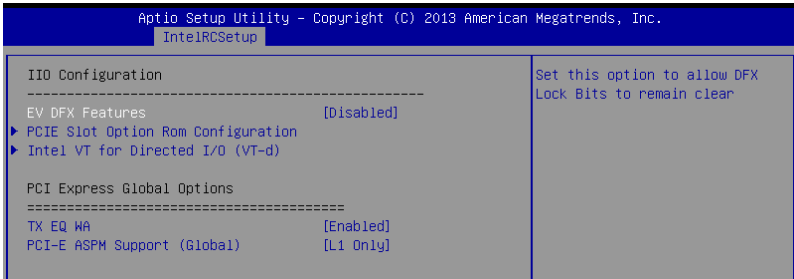 Aptio Setup Utility – Copyright (C) 2013 American Megatrends, Inc.
IntelRCSetup
IIO Configuration
--------------------------------------------------
EV DFX Features [Disabled]
PCIE Slot Option Rom Configuration
Intel VT for Directed I/O (VT-d)
PCI Express Global Options
========================================
TX EQ WA [Enabled]
PCI-E ASPM Support (Global) [L1 Only]
Set this option to allow DFX
Lock Bits to remain clear